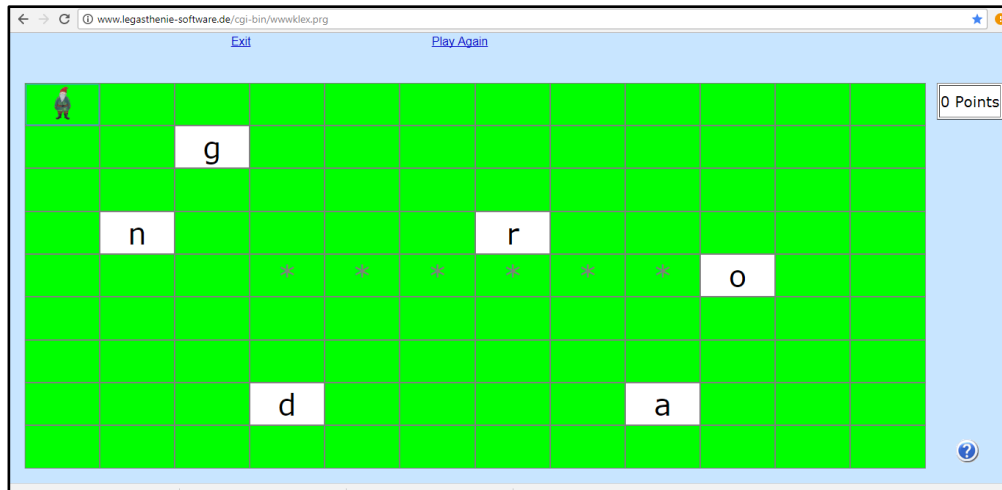 www.legasthenie-software.de/cgi-bin/wwwklex.prg
Exit Play Again
0 Points
g
n r
* * * * * * o
d a
?